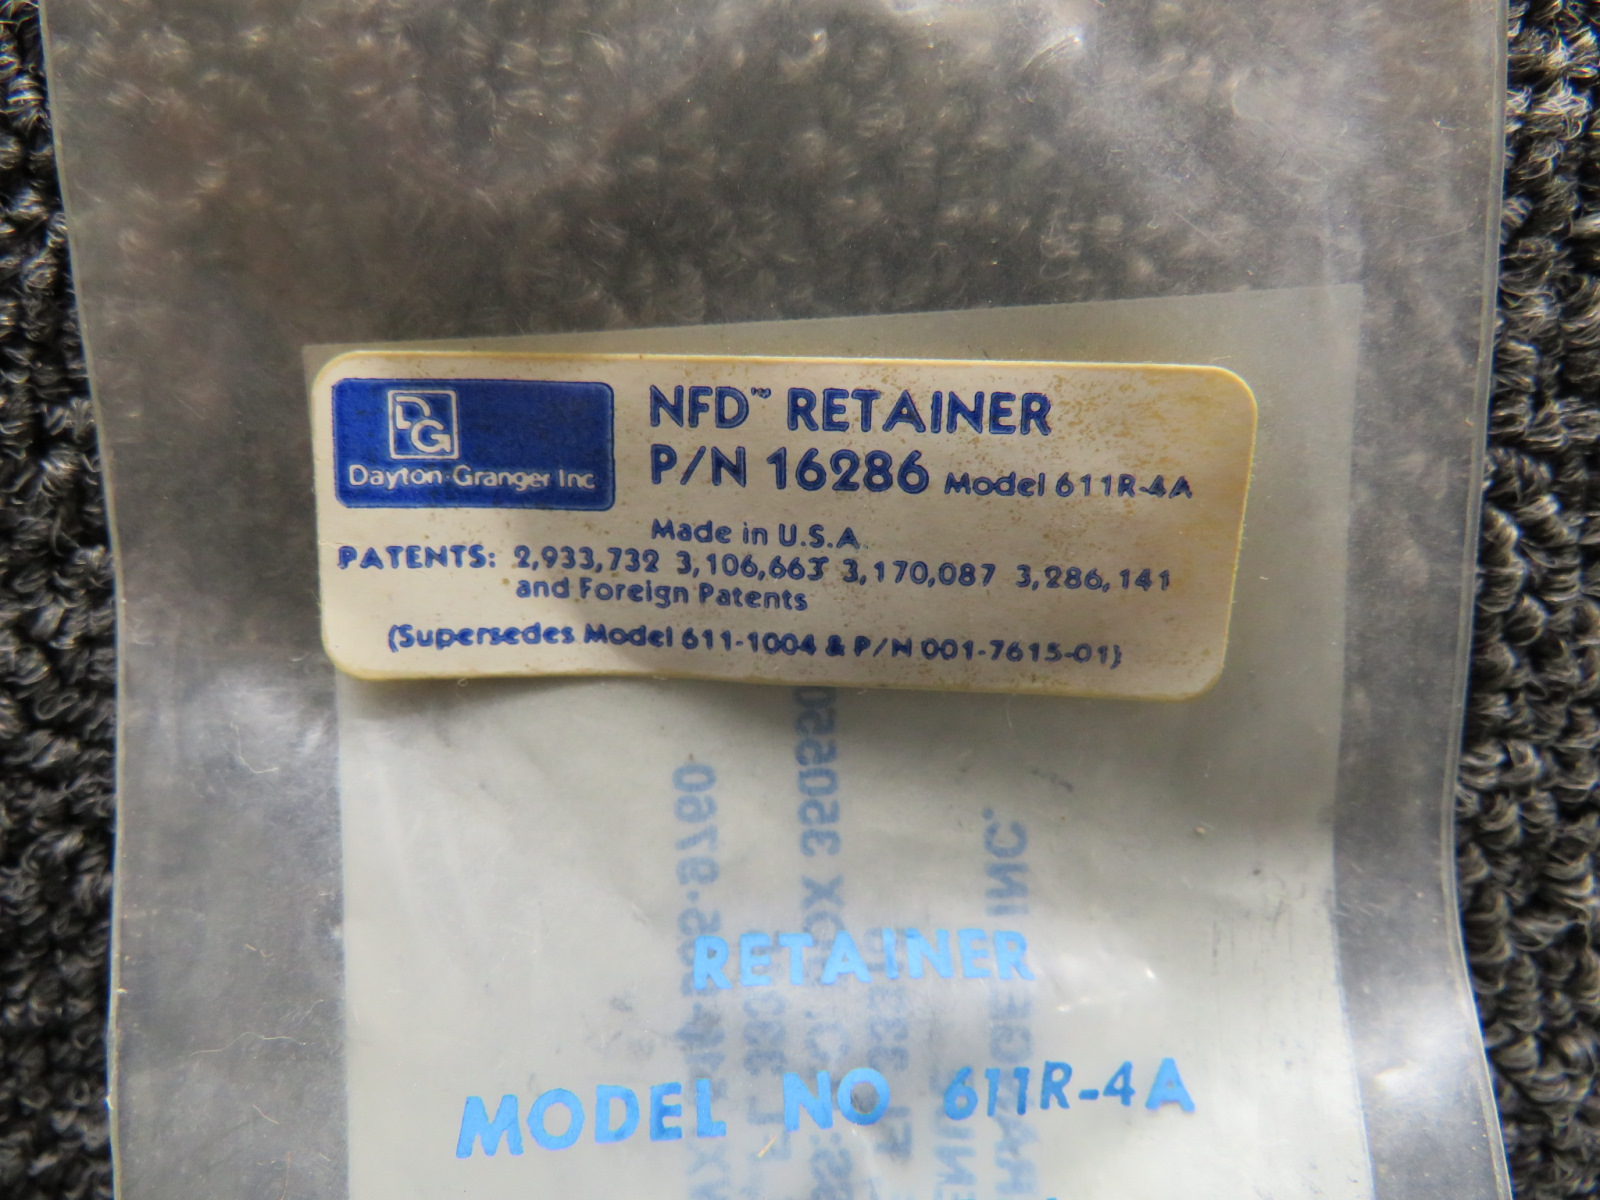 DG
Dayton-Granger Inc
NFD™ RETAINER
P/N 16286 Model 611R-4A
Made in U.S.A.
PATENTS: 2,933,732 3,106,663 3,170,087 3,286,141
and Foreign Patents
(Supersedes Model 611-1004 & P/N 001-7615-01)
RETAINER
MODEL NO 611R-4A